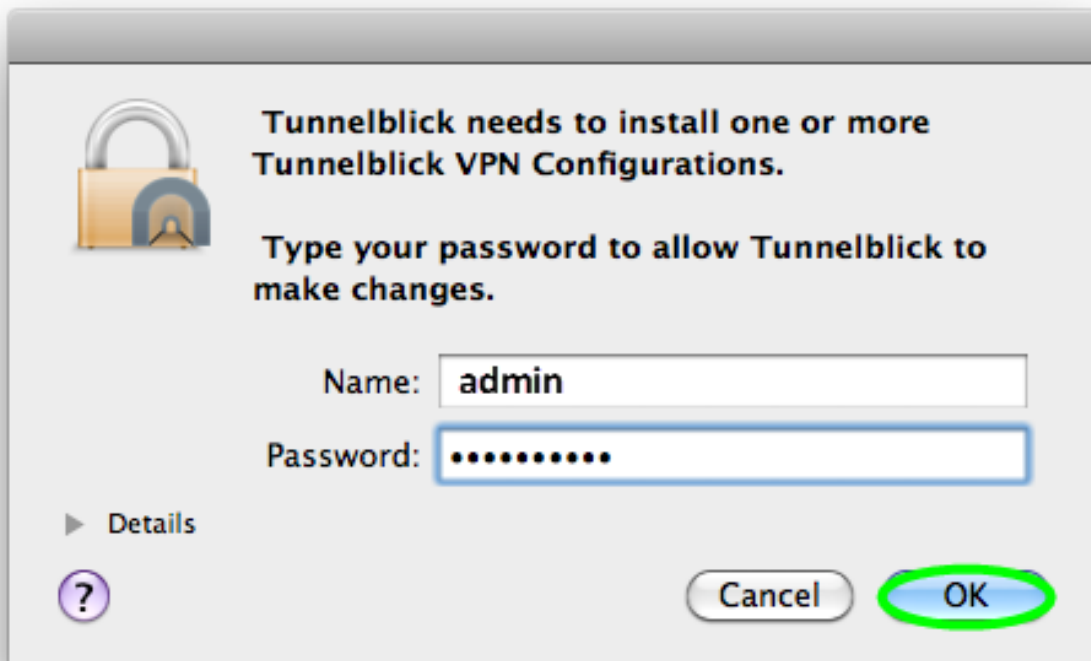 Tunnelblick needs to install one or more
Tunnelblick VPN Configurations.
Type your password to allow Tunnelblick to
make changes.
Name: admin
Password: ••••••••••
Details
?
Cancel
OK